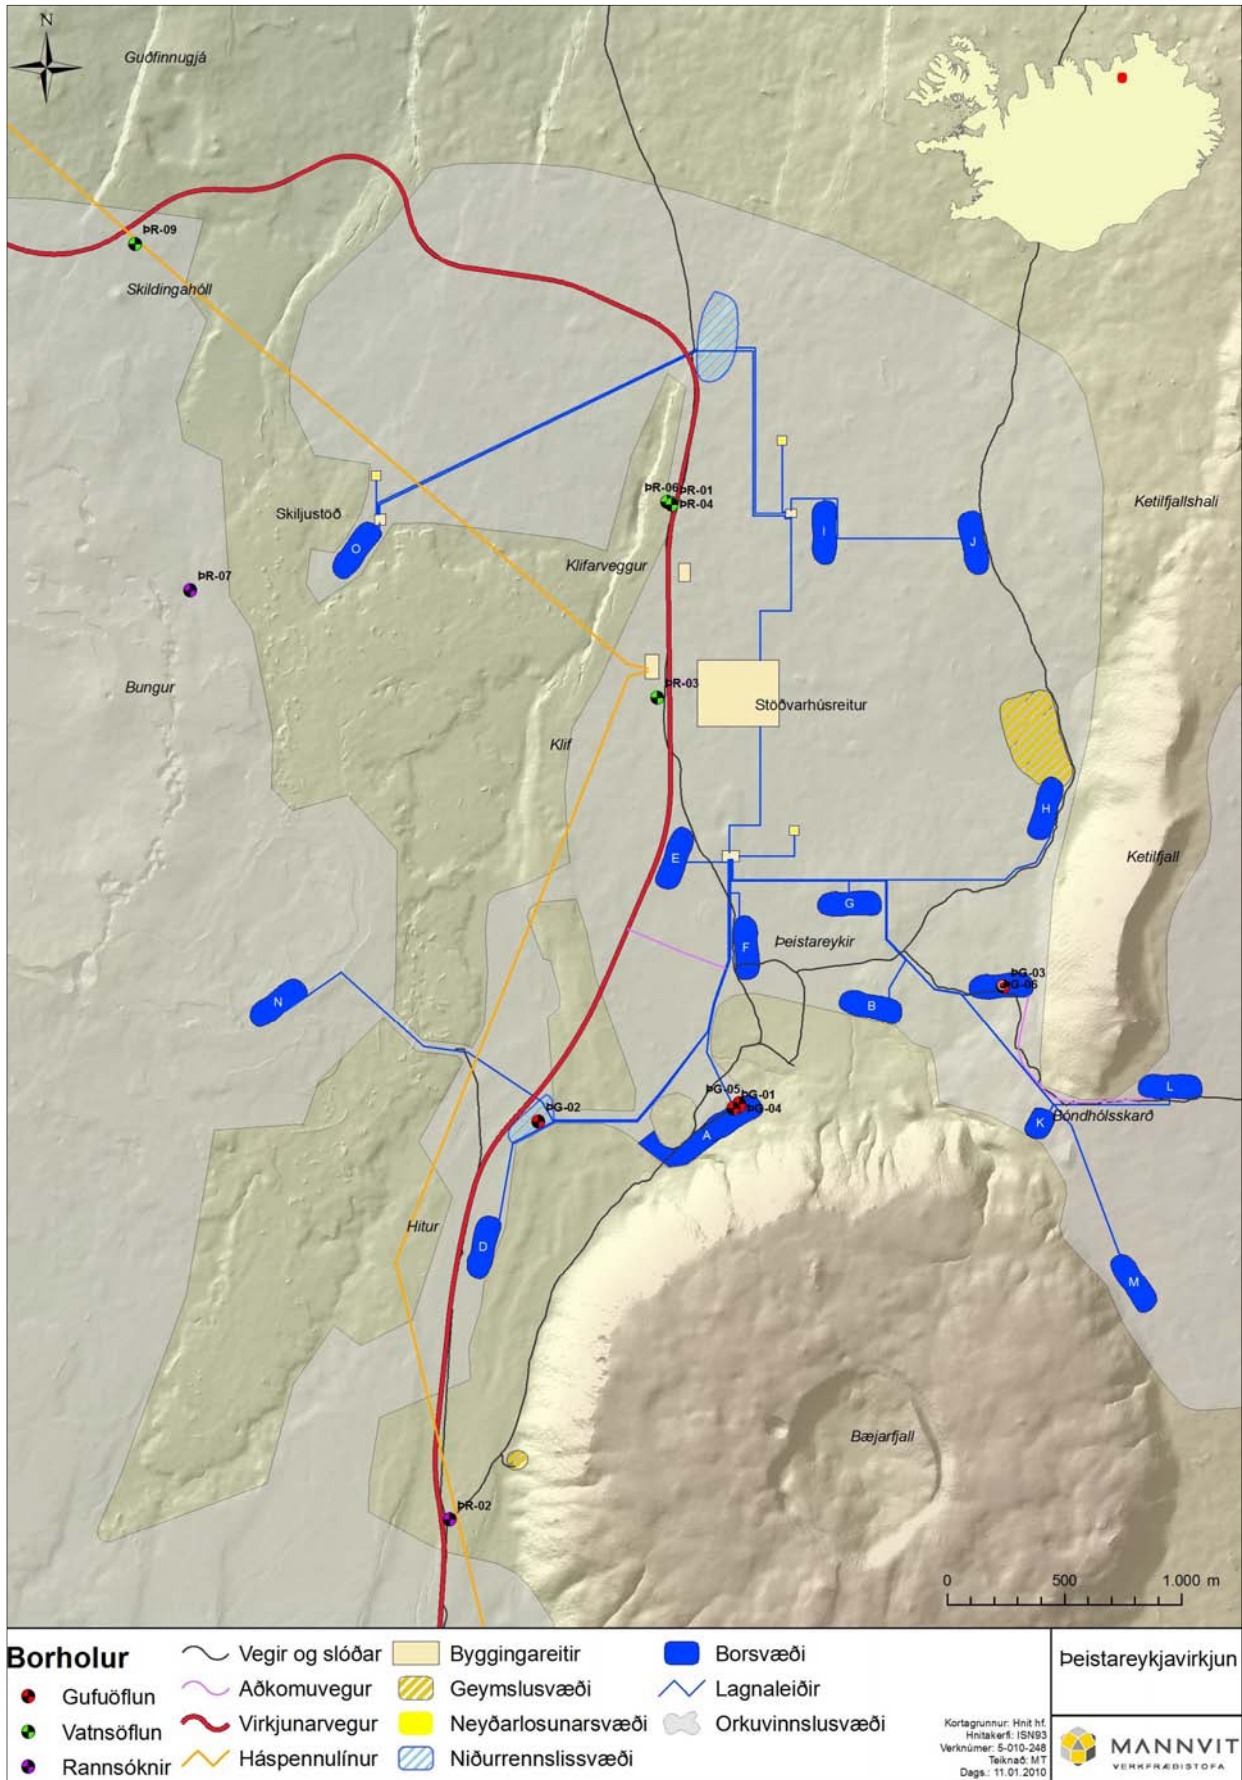 N
Guðfinnugjá
ÞR-09
Skildingahóll
ÞR-06
ÞR-01
ÞR-04
Ketilfjallshali
Skiljustöð
O
I
J
Klifarveggur
ÞR-07
Bungur
ÞR-03
Stöðvarhúsreitur
Klif
H
E
Ketilfjall
G
F
Þeistareykir
ÞG-03
ÞG-06
N
B
ÞG-05
ÞG-01
ÞG-04
L
ÞG-02
Bóndhólsskarð
K
A
Hitur
D
M
Bæjarfjall
ÞR-02
0 500 1.000 m
Borholur
Gufuöflun
Vatnsöflun
Rannsóknir
Vegir og slóðar
Aðkomuvegur
Virkjunarvegur
Háspennulínur
Byggingareitir
Geymslusvæði
Neyðarlosunarsvæði
Niðurrennslissvæði
Borsvæði
Lagnaleiðir
Orkuvinnslusvæði
Þeistareykjavirkjun
Kortagrunnur: Hnit hf.
Hnitakerfi: ISN93
Verknúmer: 5-010-248
Teiknað: MT
Dags.: 11.01.2010
MANNVIT
VERKFRÆÐISTOFA